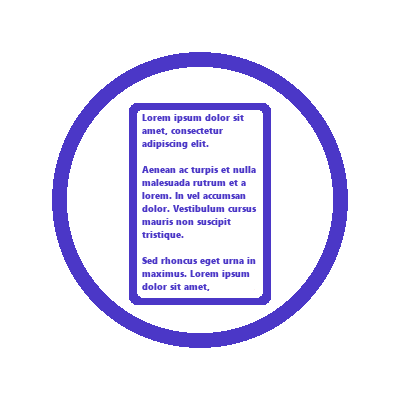 Lorem ipsum dolor sit
amet, consectetur
adipiscing elit.
Aenean ac turpis et nulla
malesuada rutrum et a
lorem. In vel accumsan
dolor. Vestibulum cursus
mauris non suscipit
tristique.
Sed rhoncus eget urna in
maximus. Lorem ipsum
dolor sit amet,